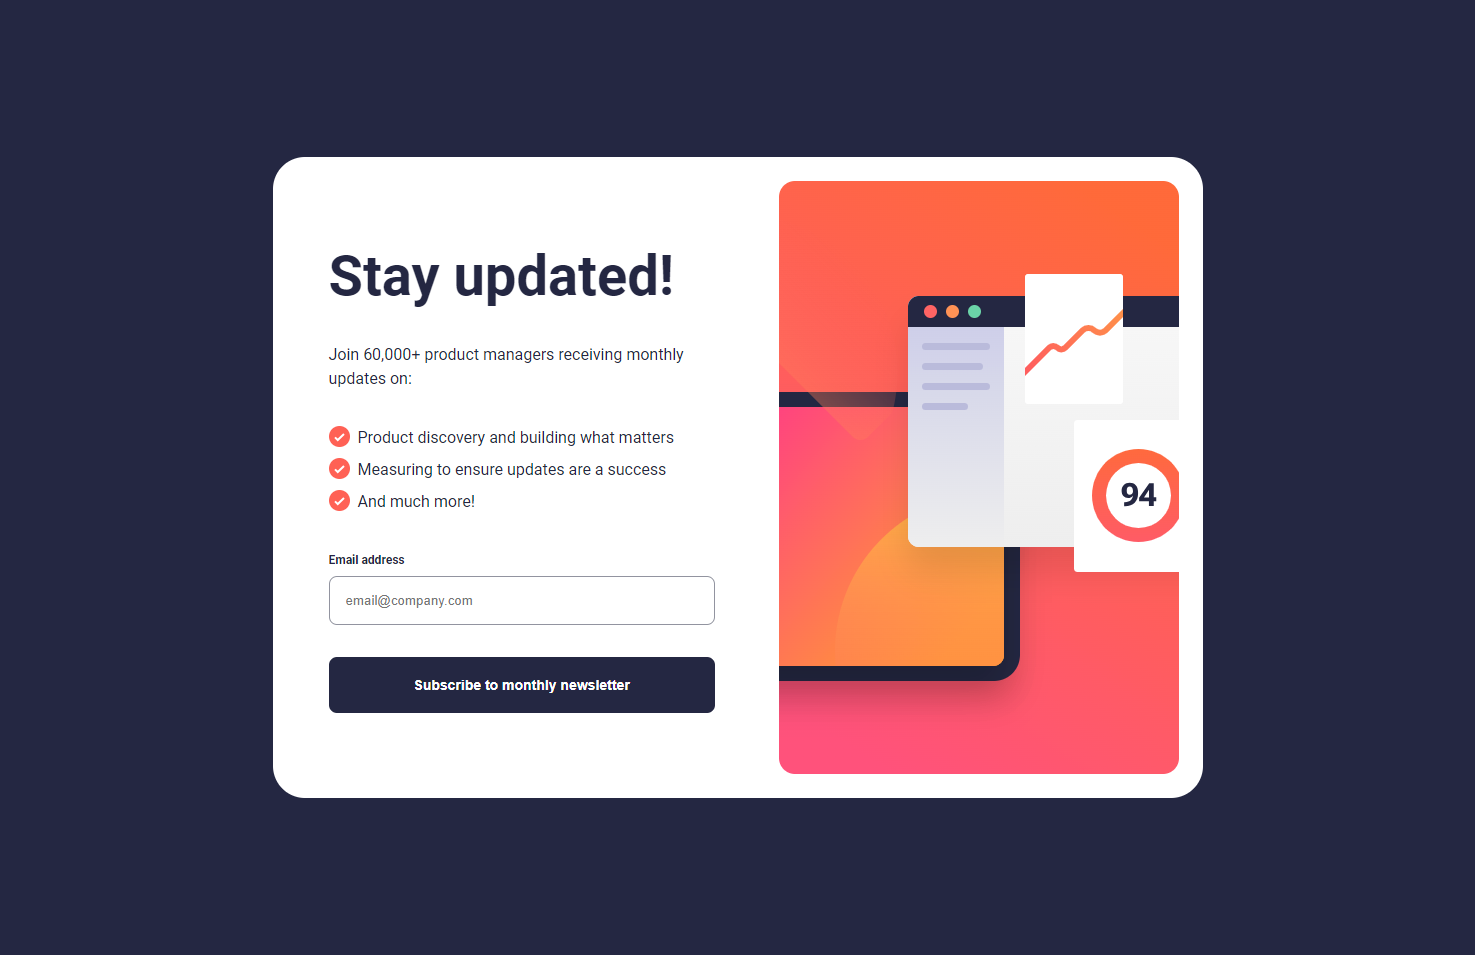 Stay updated!
Join 60,000+ product managers receiving monthly
updates on:
Product discovery and building what matters
Measuring to ensure updates are a success
And much more!
Email address
email@company.com
Subscribe to monthly newsletter
94